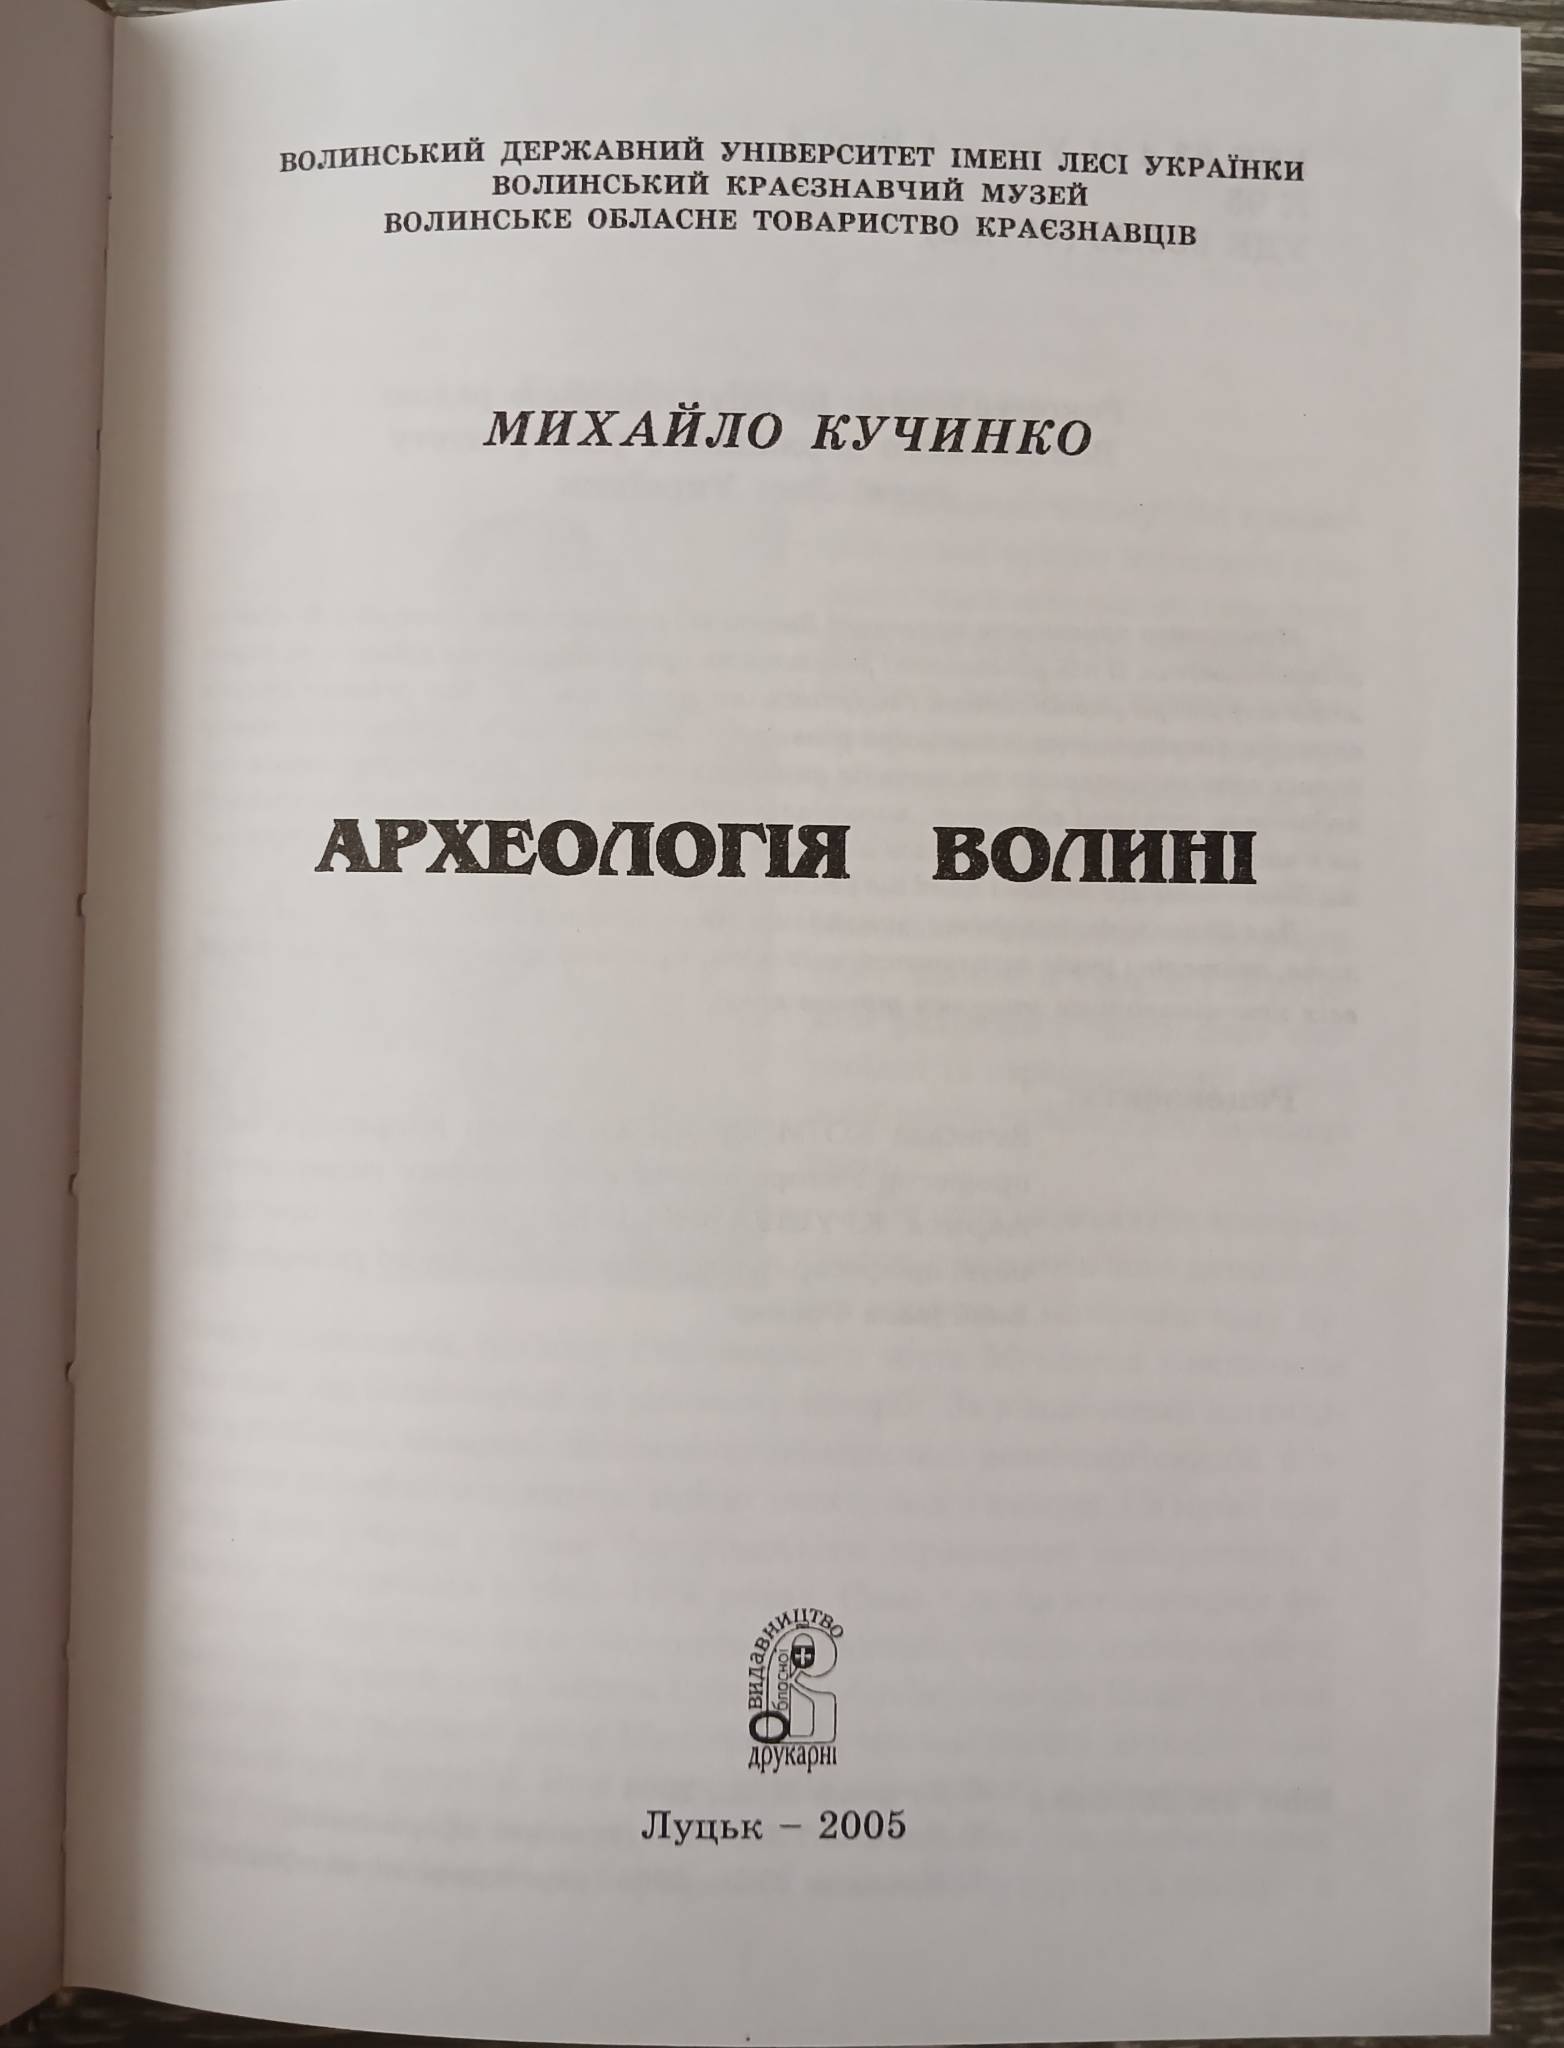 ВОЛИНСЬКИЙ ДЕРЖАВНИЙ УНІВЕРСИТЕТ ІМЕНІ ЛЕСІ УКРАЇНКИ
ВОЛИНСЬКИЙ КРАЄЗНАВЧИЙ МУЗЕЙ
ВОЛИНСЬКЕ ОБЛАСНЕ ТОВАРИСТВО КРАЄЗНАВЦІВ
МИХАЙЛО КУЧИНКО
АРХЕОЛОГІЯ ВОЛИНІ
ВИДАВНИЦТВО
Обласної
друкарні
Луцьк – 2005